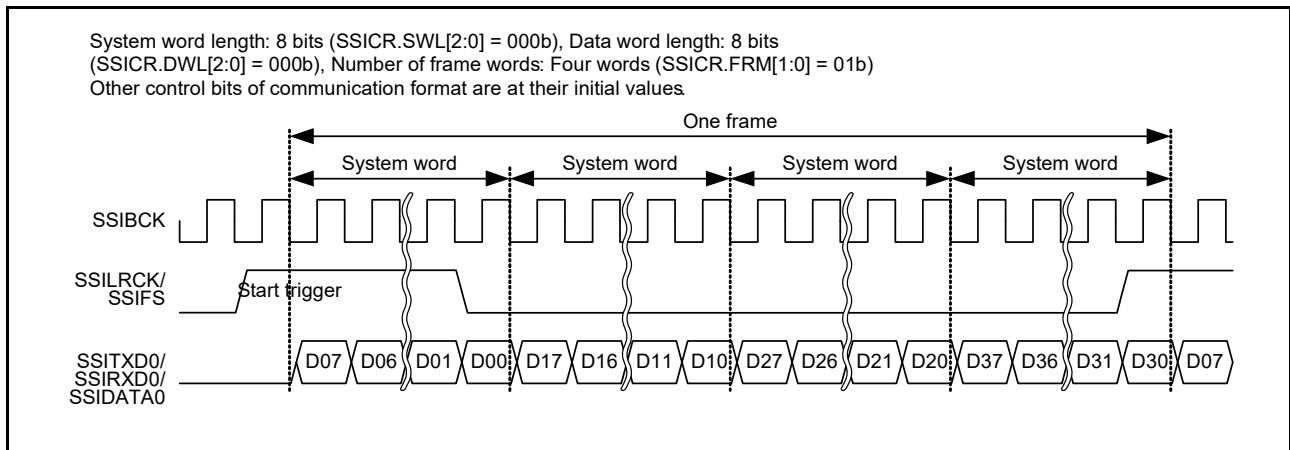 System word length: 8 bits (SSICR.SWL[2:0] = 000b), Data word length: 8 bits
(SSICR.DWL[2:0] = 000b), Number of frame words: Four words (SSICR.FRM[1:0] = 01b)
Other control bits of communication format are at their initial values.
One frame
System word System word System word System word
SSIBCK
SSILRCK/
SSIFS
Start trigger
SSITXD0/
SSIRXD0/
SSIDATA0
D07 D06 D01 D00 D17 D16 D11 D10 D27 D26 D21 D20 D37 D36 D31 D30 D07